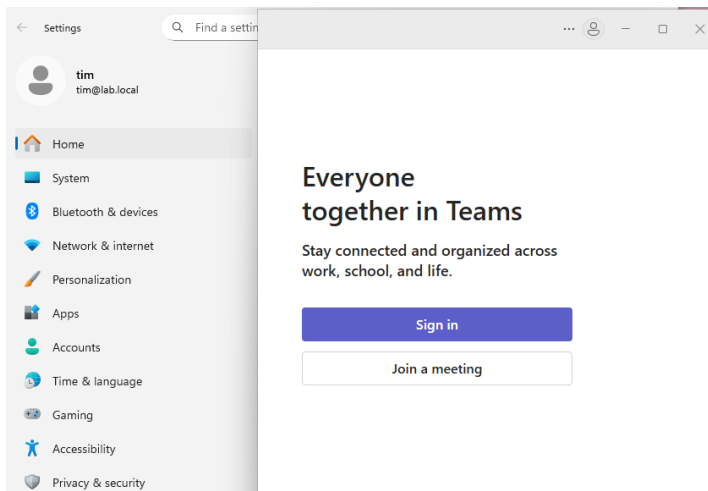 Settings
Find a settin
tim
tim@lab.local
Home
System
Bluetooth & devices
Network & internet
Personalization
Apps
Accounts
Time & language
Gaming
Accessibility
Privacy & security
Everyone
together in Teams
Stay connected and organized across
work, school, and life.
Sign in
Join a meeting